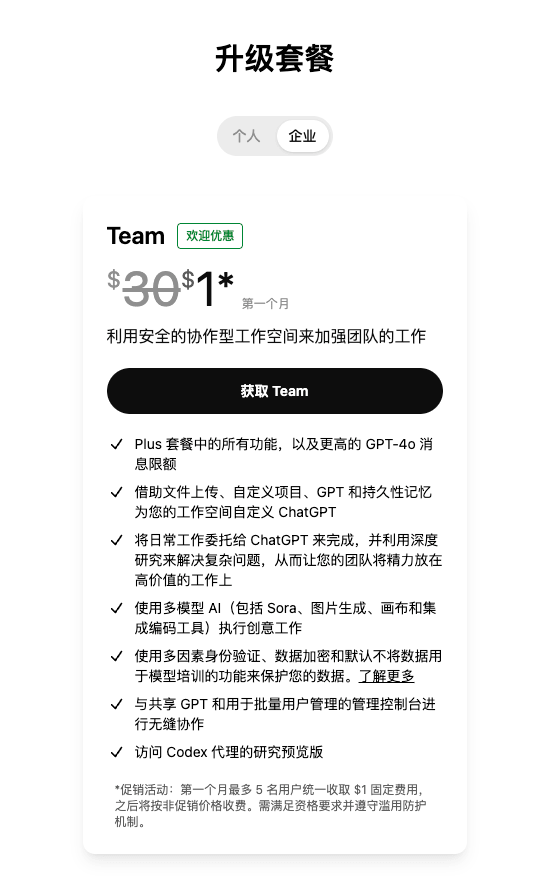 升级套餐
个人
企业
Team 欢迎优惠
$30$1* 第一个月
利用安全的协作型工作空间来加强团队的工作
获取 Team
Plus 套餐中的所有功能，以及更高的 GPT-4o 消
息限额
借助文件上传、自定义项目、GPT 和持久性记忆
为您的工作空间自定义 ChatGPT
将日常工作委托给 ChatGPT 来完成，并利用深度
研究来解决复杂问题，从而让您的团队将精力放在
高价值的工作上
使用多模型 AI（包括 Sora、图片生成、画布和集
成编码工具）执行创意工作
使用多因素身份验证、数据加密和默认不将数据用
于模型培训的功能来保护您的数据。了解更多
与共享 GPT 和用于批量用户管理的管理控制台进
行无缝协作
访问 Codex 代理的研究预览版
*促销活动：第一个月最多 5 名用户统一收取 $1 固定费用，
之后将按非促销价格收费。需满足资格要求并遵守滥用防护
机制。